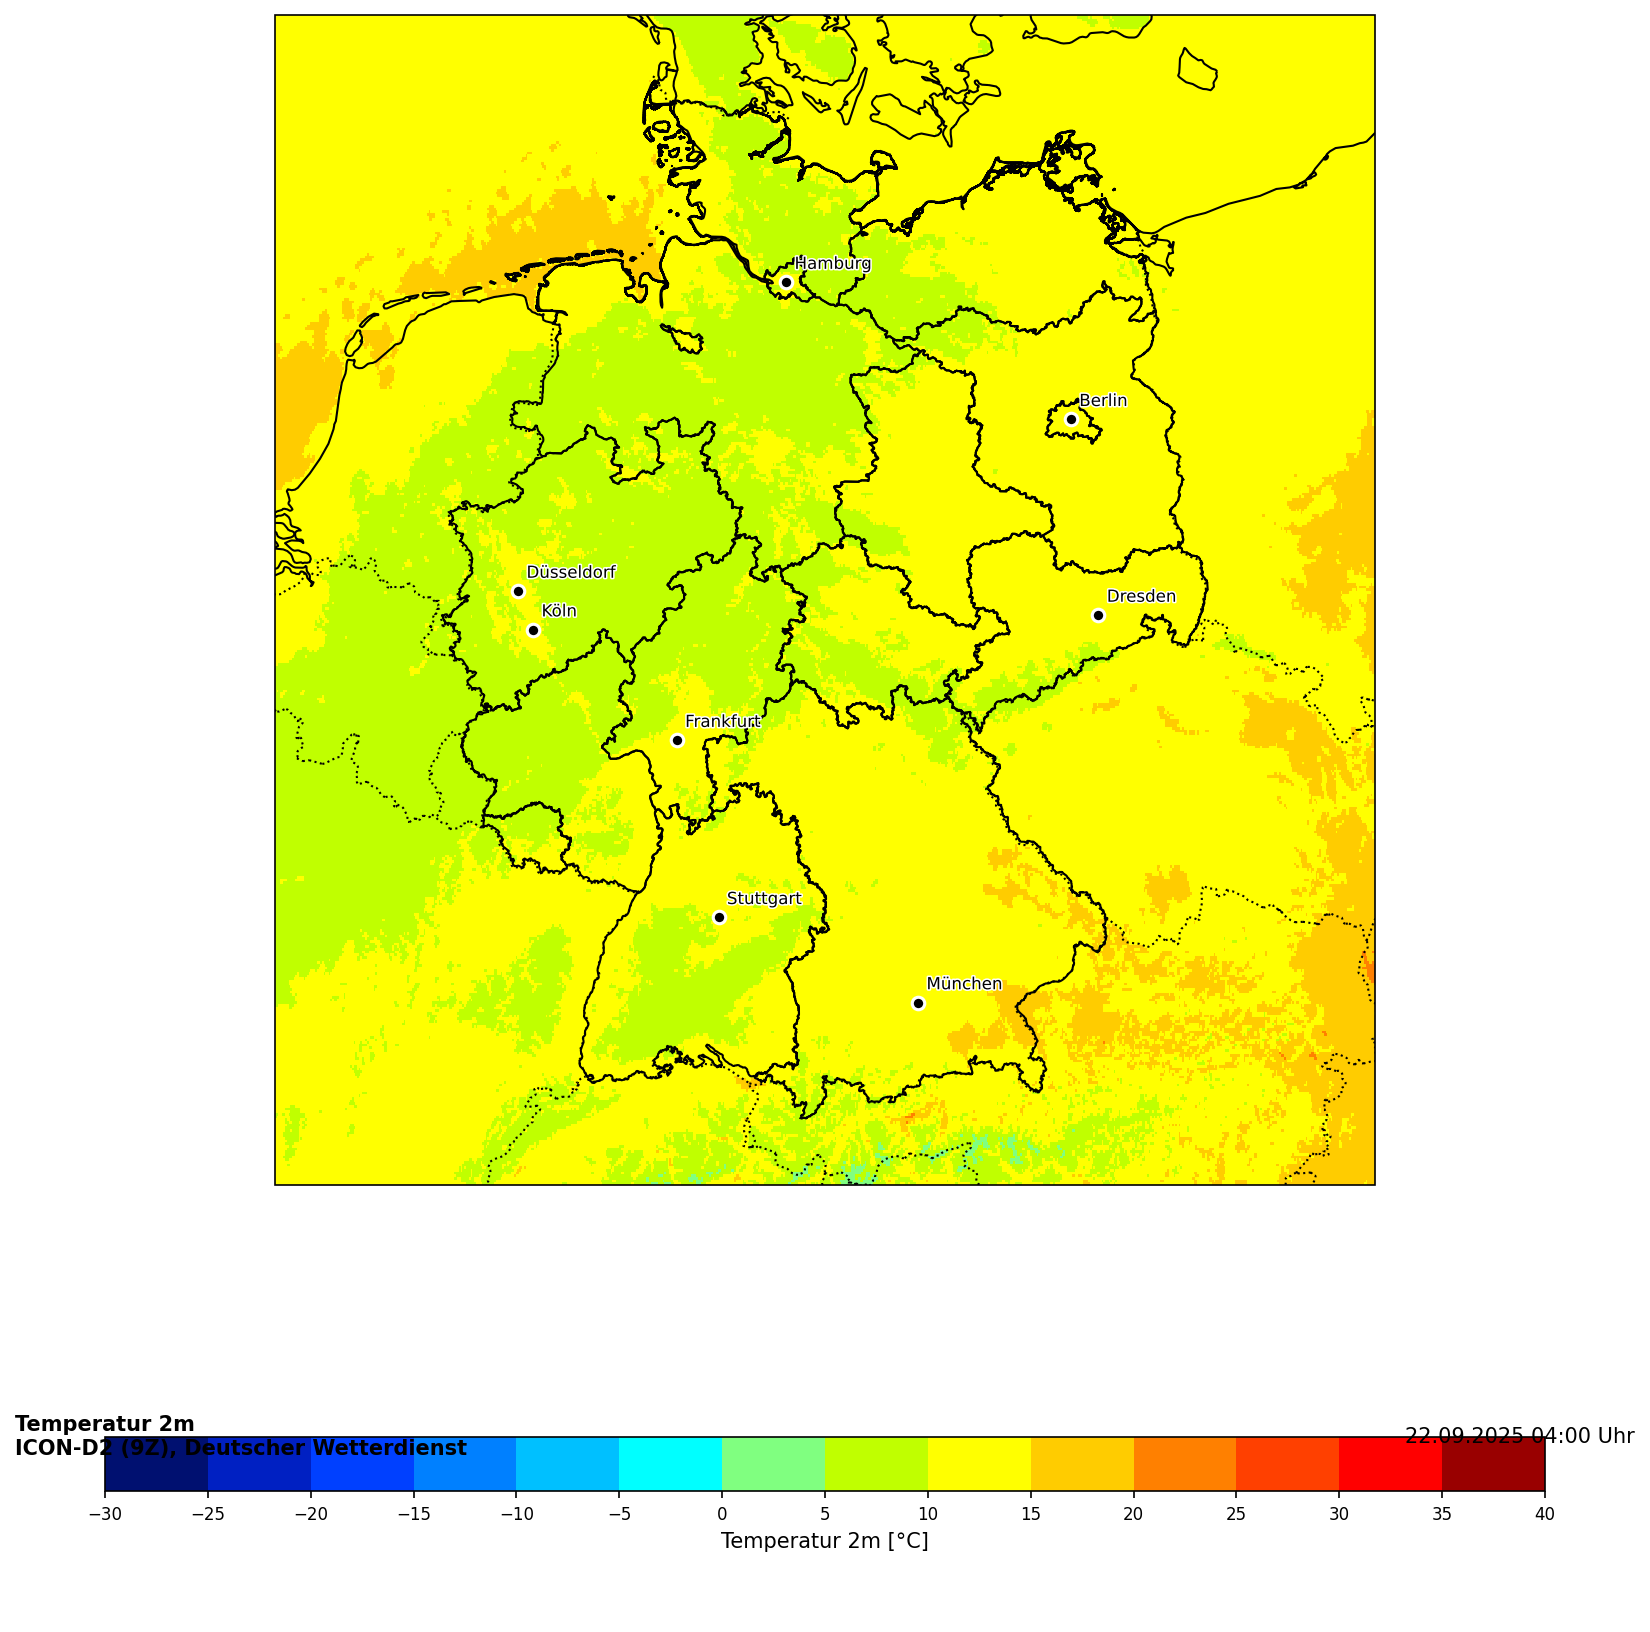 Hamburg
Berlin
Düsseldorf
Köln
Dresden
Frankfurt
Stuttgart
München
Temperatur 2m
ICON-D2 (9Z), Deutscher Wetterdienst
22.09.2025 04:00 Uhr
−30 −25 −20 −15 −10 −5 0 5 10 15 20 25 30 35 40
Temperatur 2m [°C]